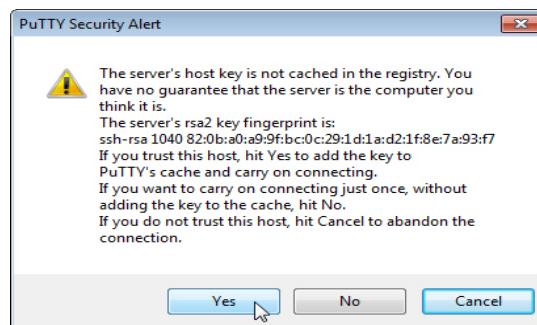 PuTTY Security Alert
The server's host key is not cached in the registry. You
have no guarantee that the server is the computer you
think it is.
The server's rsa2 key fingerprint is:
ssh-rsa 1040 82:0b:a0:a9:9f:bc:0c:29:1d:1a:d2:1f:8e:7a:93:f7
If you trust this host, hit Yes to add the key to
PuTTY's cache and carry on connecting.
If you want to carry on connecting just once, without
adding the key to the cache, hit No.
If you do not trust this host, hit Cancel to abandon the
connection.
Yes No Cancel